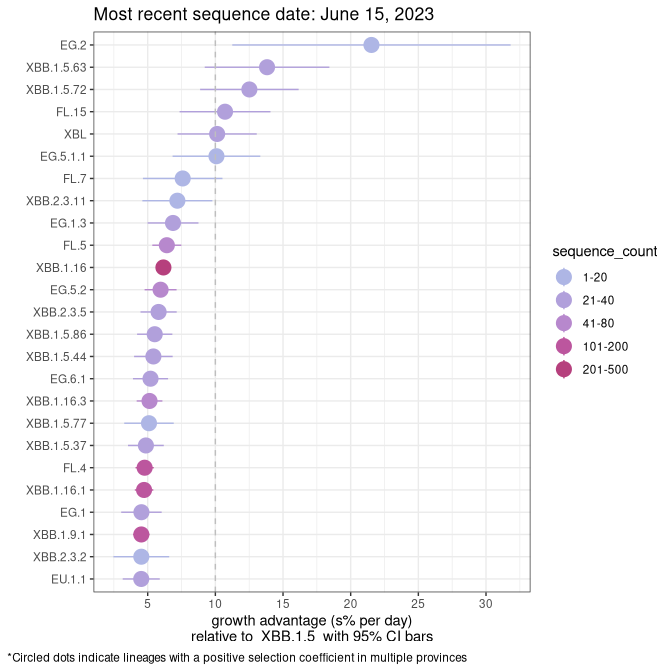 Most recent sequence date: June 15, 2023
EG.2
XBB.1.5.63
XBB.1.5.72
FL.15
XBL
EG.5.1.1
FL.7
XBB.2.3.11
EG.1.3
FL.5
XBB.1.16
EG.5.2
XBB.2.3.5
XBB.1.5.86
XBB.1.5.44
EG.6.1
XBB.1.16.3
XBB.1.5.77
XBB.1.5.37
FL.4
XBB.1.16.1
EG.1
XBB.1.9.1
XBB.2.3.2
EU.1.1
5 10 15 20 25 30
growth advantage (s% per day)
relative to XBB.1.5 with 95% CI bars
sequence_count
1-20
21-40
41-80
101-200
201-500
*Circled dots indicate lineages with a positive selection coefficient in multiple provinces